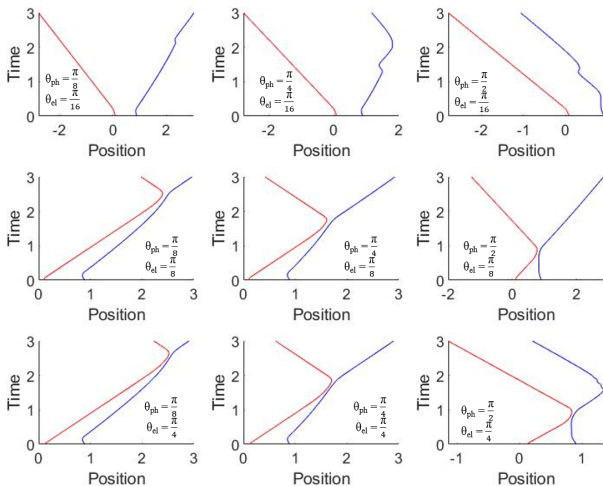 3
2
1
0
Time
θph = π/8
θel = π/16
-2 0 2
Position
3
2
1
0
Time
θph = π/4
θel = π/16
-2 0 2
Position
3
2
1
0
Time
θph = π/2
θel = π/16
-2 -1 0
Position
3
2
1
0
Time
θph = π/8
θel = π/8
0 1 2 3
Position
3
2
1
0
Time
θph = π/4
θel = π/8
0 1 2 3
Position
3
2
1
0
Time
θph = π/2
θel = π/8
-2 0 2
Position
3
2
1
0
Time
θph = π/8
θel = π/4
0 1 2 3
Position
3
2
1
0
Time
θph = π/4
θel = π/4
0 1 2 3
Position
3
2
1
0
Time
θph = π/2
θel = π/4
-1 0 1
Position